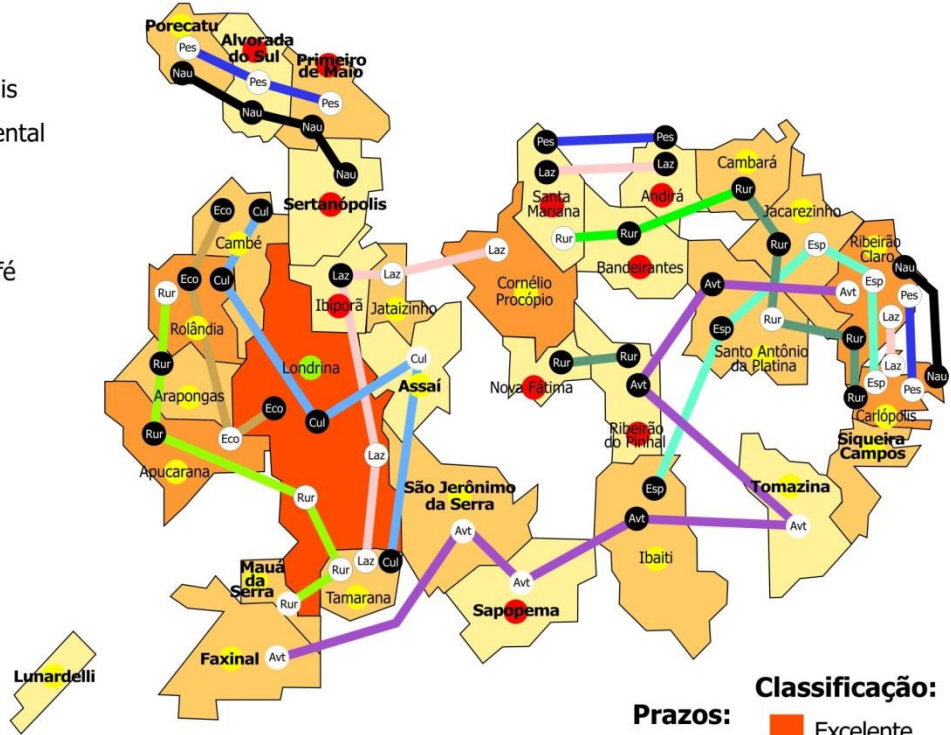 Porecatu
Alvorada
do Sul
Primeiro
de Maio
Pes
Pes
Pes
Nau
Nau
Nau
Nau
is
ental
fé
Sertanópolis
Pes
Pes
Laz
Laz
Santa
Mariana
Andirá
Cambará
Rur
Rur
Rur
Bandeirantes
Jacarezinho
Rur
Esp
Ribeirão
Claro
Nau
Eco
Cul
Cambé
Eco
Cul
Rur
Rolândia
Rur
Laz
Laz
Laz
Ibiporã
Jataizinho
Cornélio
Procópio
Avt
Avt
Esp
Pes
Laz
Esp
Rur
Rur
Santo Antônio
da Platina
Londrina
Cul
Assaí
Nova Fátima
Rur
Rur
Avt
Laz
Esp
Pes
Nau
Rur
Carlópolis
Arapongas
Eco
Cul
Rur
Eco
Apucarana
Laz
Ribeirão
do Pinhal
Siqueira
Campos
Rur
São Jerônimo
da Serra
Esp
Tomazina
Avt
Avt
Avt
Ibaiti
Rur
Laz
Cul
Mauá
da
Serra
Rur
Tamarana
Avt
Sapopema
Faxinal
Avt
Lunardelli
Prazos:
Classificação:
Excelente